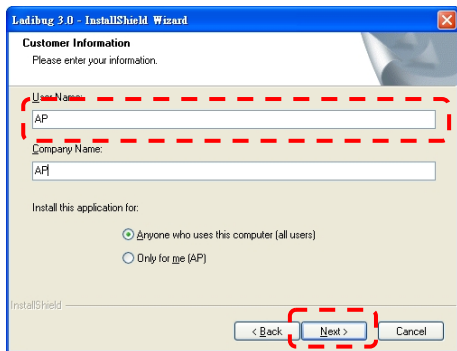 Ladibug 3.0 - InstallShield Wizard
Customer Information
Please enter your information.
User Name:
AP
Company Name:
AP
Install this application for:
Anyone who uses this computer (all users)
Only for me (AP)
InstallShield
< Back
Next >
Cancel